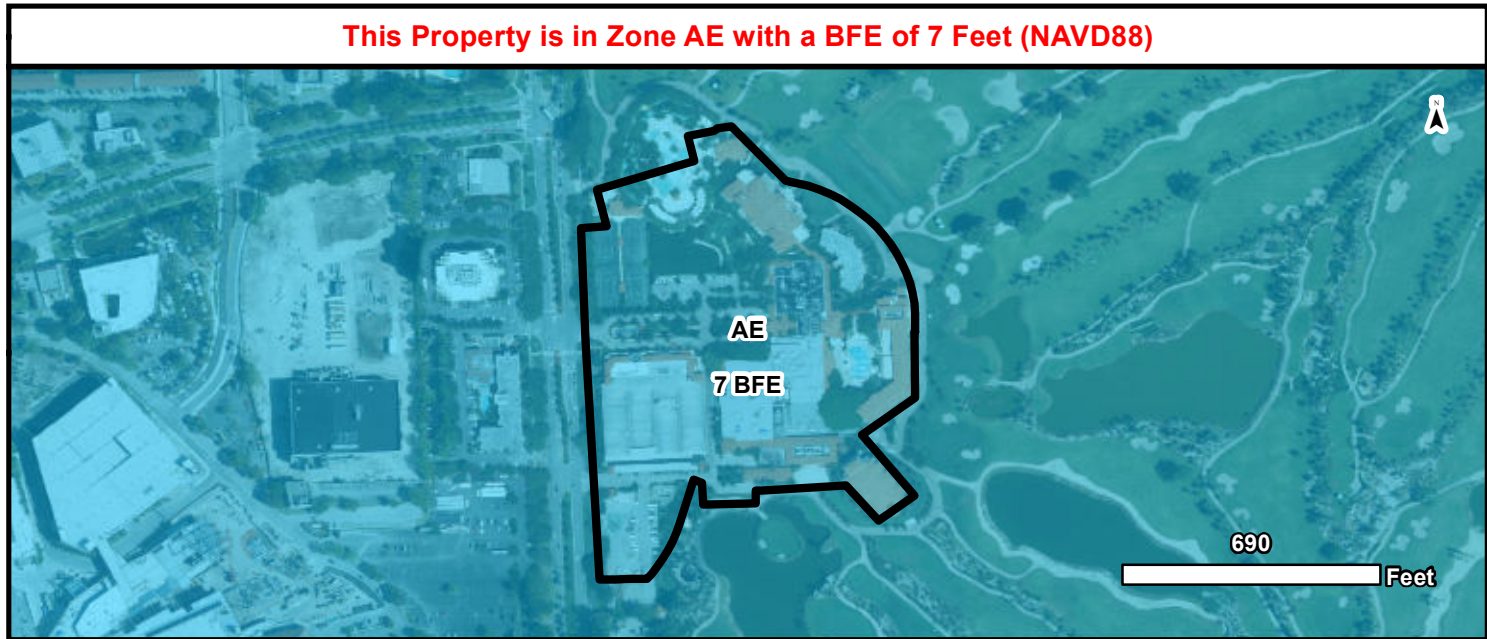 This Property is in Zone AE with a BFE of 7 Feet (NAVD88)
N
AE
7 BFE
690
Feet